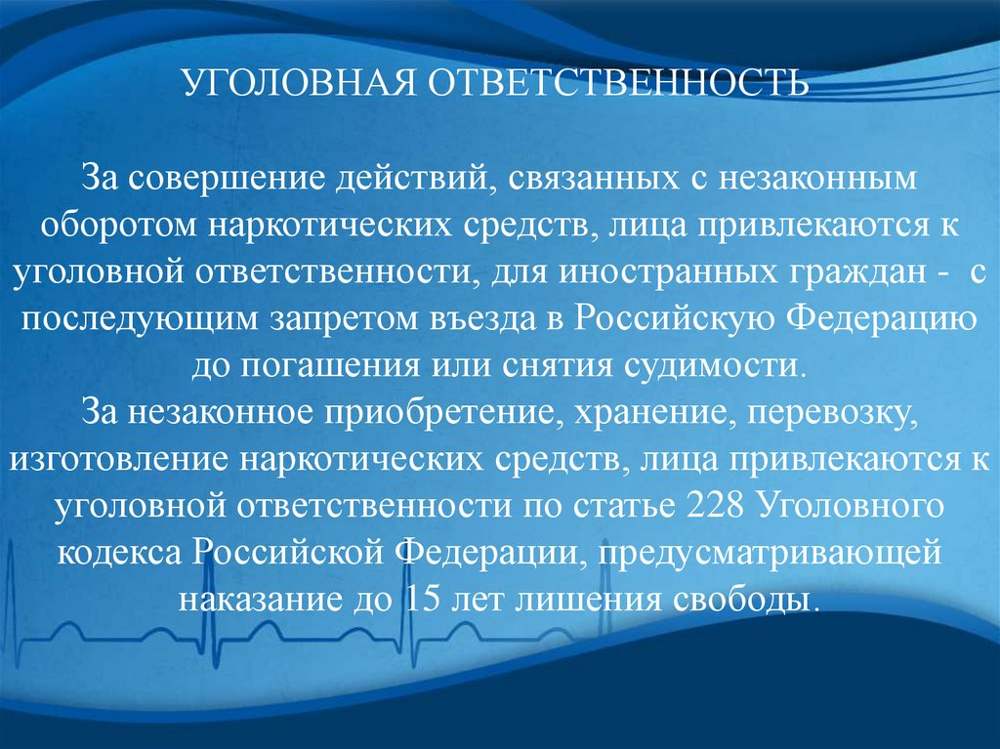 УГОЛОВНАЯ ОТВЕТСТВЕННОСТЬ
За совершение действий, связанных с незаконным
оборотом наркотических средств, лица привлекаются к
уголовной ответственности, для иностранных граждан - с
последующим запретом въезда в Российскую Федерацию
до погашения или снятия судимости.
За незаконное приобретение, хранение, перевозку,
изготовление наркотических средств, лица привлекаются к
уголовной ответственности по статье 228 Уголовного
кодекса Российской Федерации, предусматривающей
наказание до 15 лет лишения свободы.